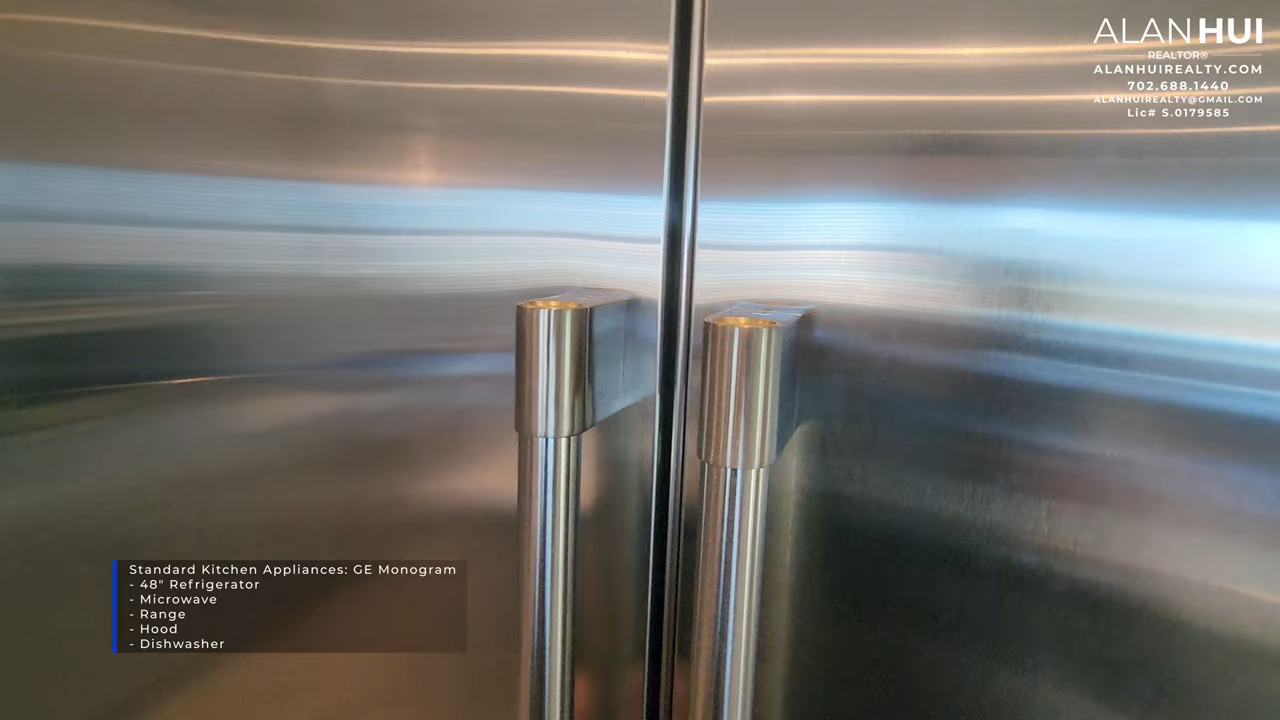 ALANHUI
REALTOR®
ALANHUIREALTY.COM
702.688.1440
ALANHUIREALTY@GMAIL.COM
Lic# S.0179585
Standard Kitchen Appliances: GE Monogram
- 48" Refrigerator
- Microwave
- Range
- Hood
- Dishwasher